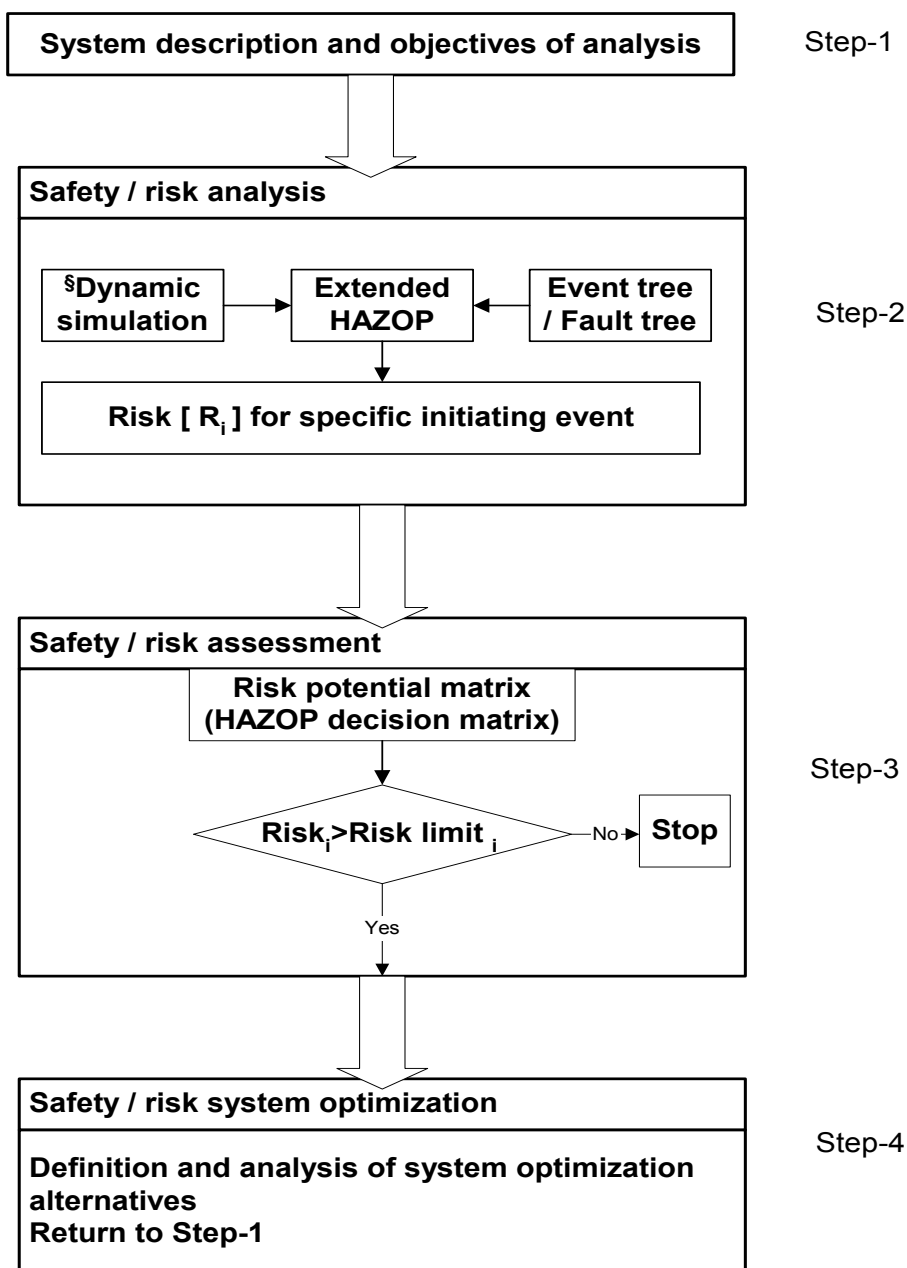 System description and objectives of analysis
Step-1
Safety / risk analysis
§Dynamic
simulation
Extended
HAZOP
Event tree
/ Fault tree
Step-2
Risk [ Ri ] for specific initiating event
Safety / risk assessment
Risk potential matrix
(HAZOP decision matrix)
Step-3
Riski>Risk limit i
No
Stop
Yes
Safety / risk system optimization
Step-4
Definition and analysis of system optimization
alternatives
Return to Step-1